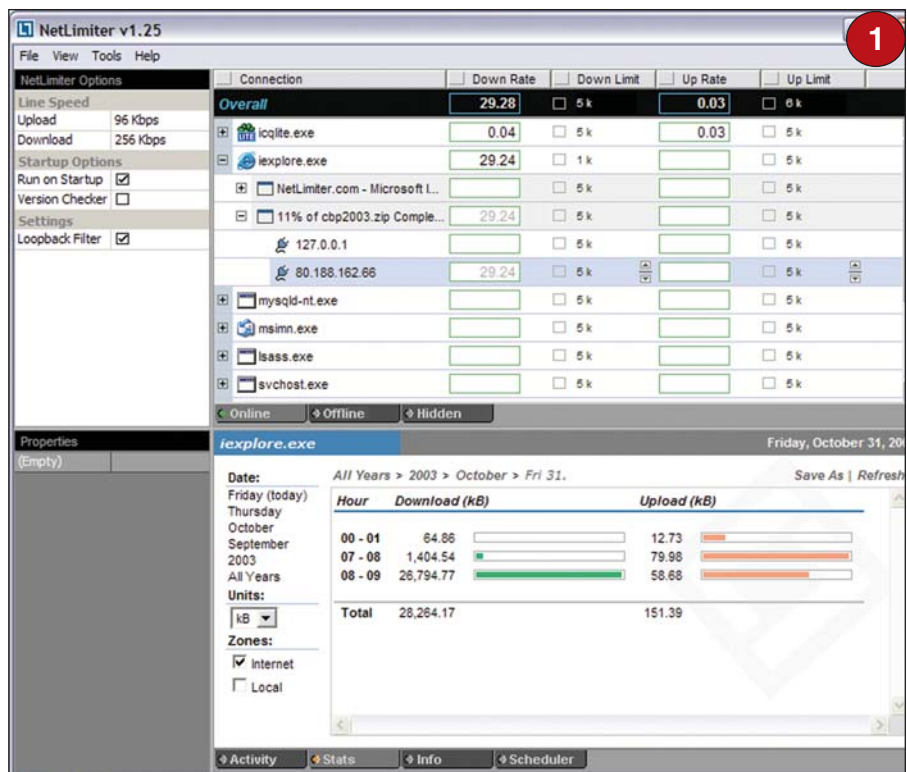 NetLimiter v1.25
1
File View Tools Help
NetLimiter Options
Line Speed
Upload 96 Kbps
Download 256 Kbps
Startup Options
Run on Startup
Version Checker
Settings
Loopback Filter
Connection Down Rate Down Limit Up Rate Up Limit
Overall 29.28 5 k 0.03 6 k
icqlite.exe 0.04 5 k 0.03 5 k
iexplore.exe 29.24 1 k 5 k
NetLimiter.com - Microsoft I... 5 k 5 k
11% of cbp2003.zip Comple... 29.24 5 k 5 k
127.0.0.1 5 k 5 k
80.188.162.66 29.24 5 k 5 k
mysqld-nt.exe 5 k 5 k
msimn.exe 5 k 5 k
lsass.exe 5 k 5 k
svchost.exe 5 k 5 k
Online Offline Hidden
Properties
(Empty)
iexplore.exe Friday, October 31, 200
Date:
Friday (today)
Thursday
October
September
2003
All Years
Units:
kB
Zones:
Internet
Local
All Years > 2003 > October > Fri 31. Save As | Refresh
Hour Download (kB) Upload (kB)
00 - 01 64.86 12.73
07 - 08 1,404.54 79.98
08 - 09 26,794.77 58.68
Total 28,264.17 151.39
Activity Stats Info Scheduler